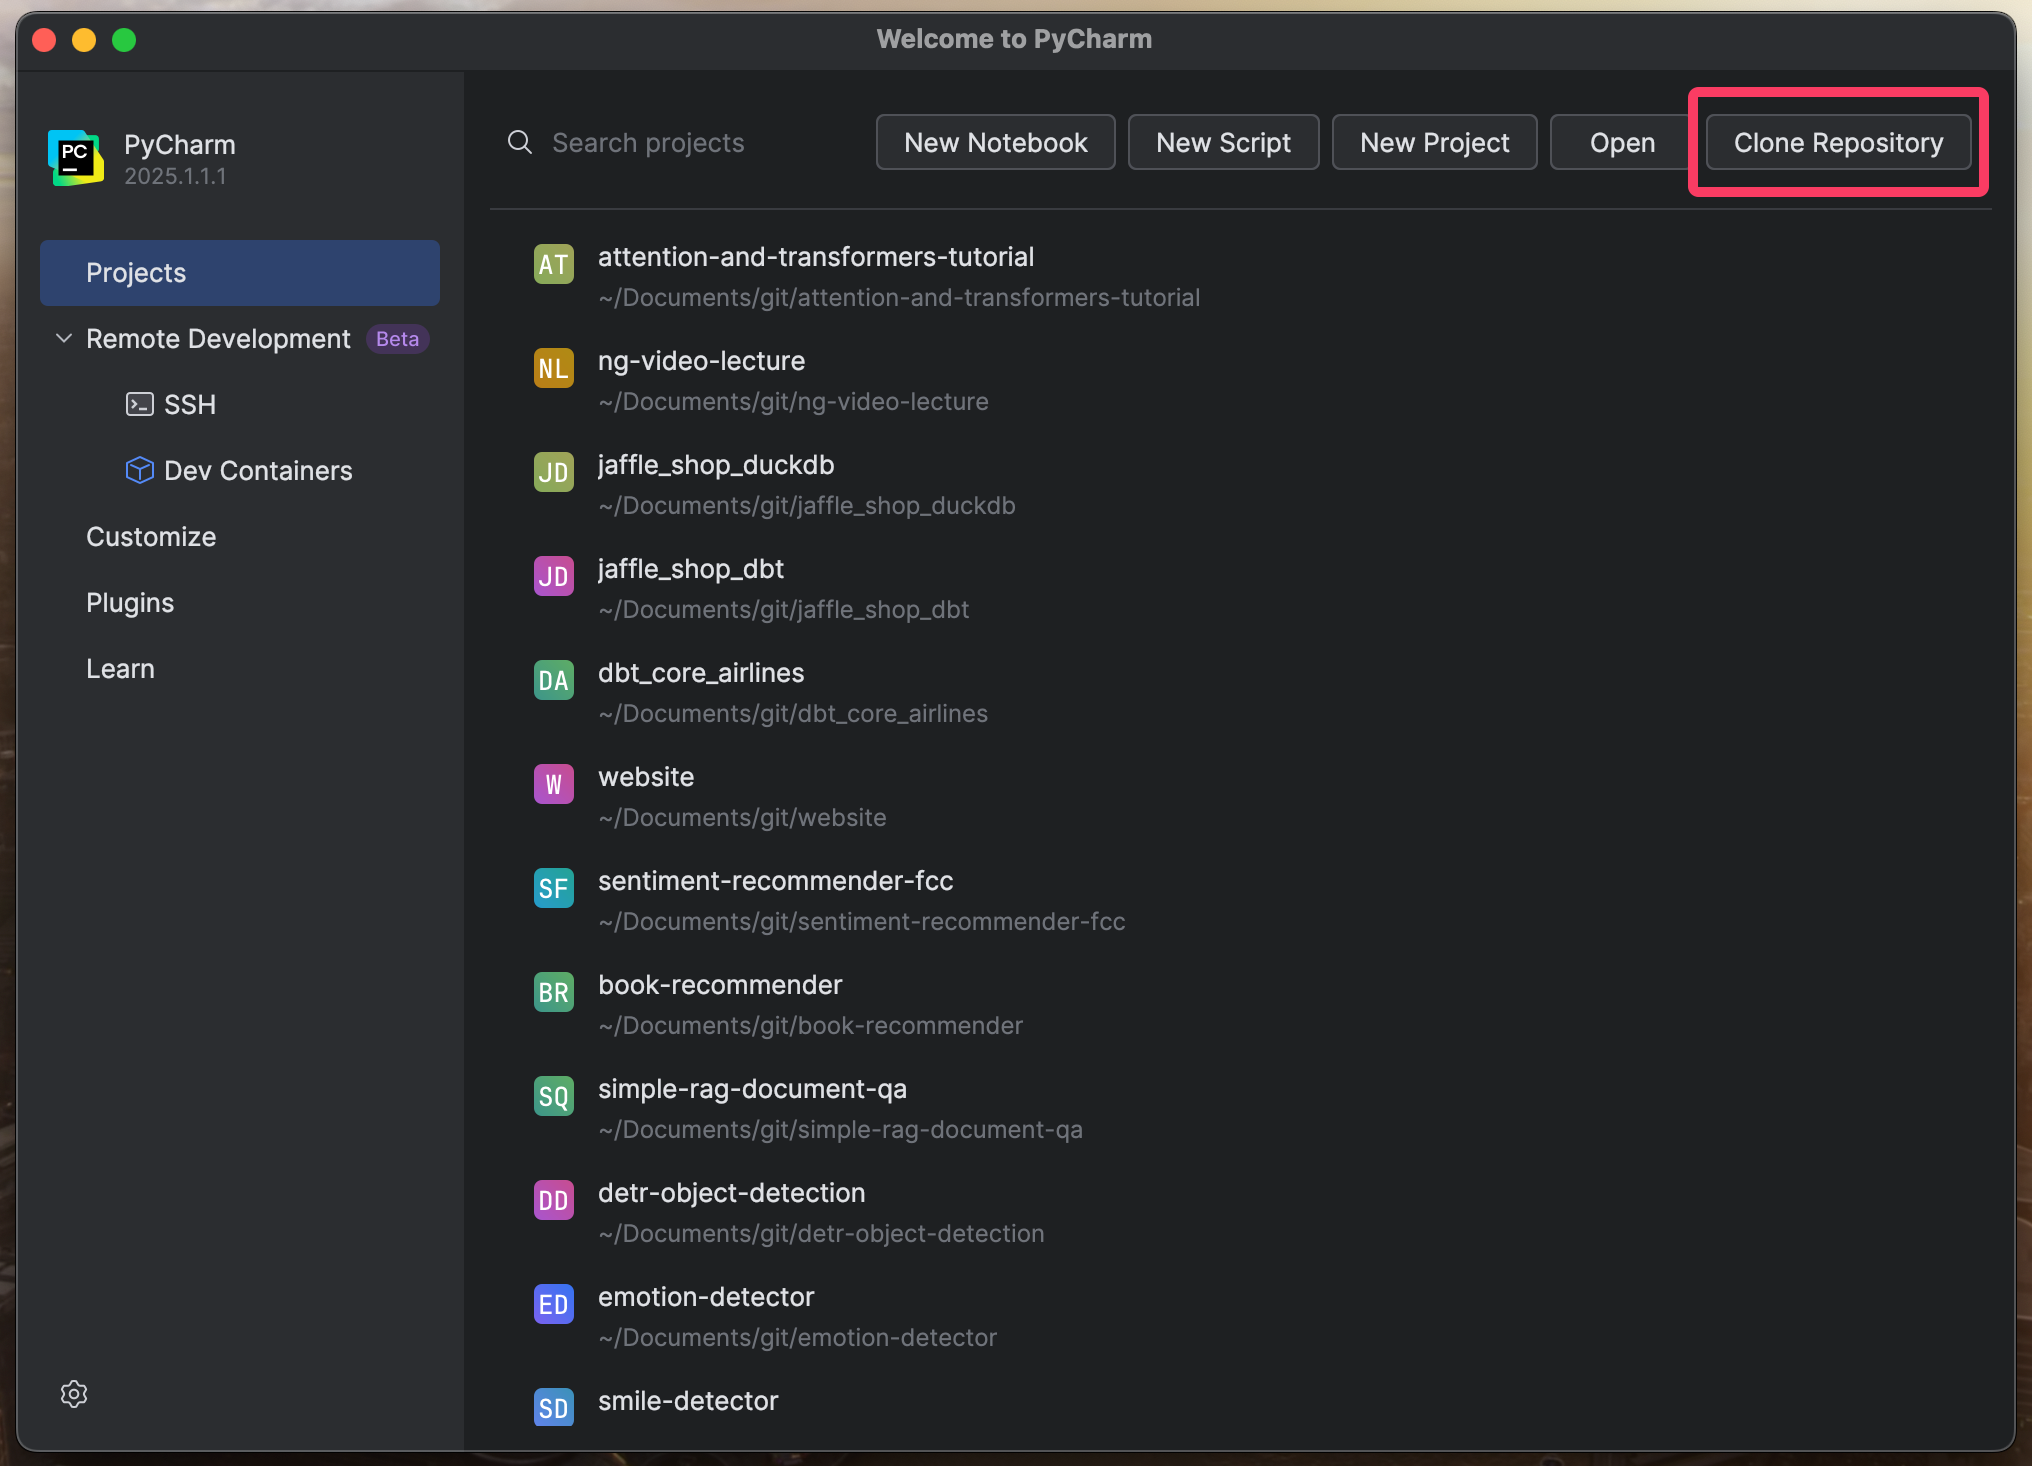 Welcome to PyCharm
PC
PyCharm
2025.1.1.1
Search projects
New Notebook
New Script
New Project
Open
Clone Repository
Projects
Remote Development Beta
SSH
Dev Containers
Customize
Plugins
Learn
AT
attention-and-transformers-tutorial
~/Documents/git/attention-and-transformers-tutorial
NL
ng-video-lecture
~/Documents/git/ng-video-lecture
JD
jaffle_shop_duckdb
~/Documents/git/jaffle_shop_duckdb
JD
jaffle_shop_dbt
~/Documents/git/jaffle_shop_dbt
DA
dbt_core_airlines
~/Documents/git/dbt_core_airlines
W
website
~/Documents/git/website
SF
sentiment-recommender-fcc
~/Documents/git/sentiment-recommender-fcc
BR
book-recommender
~/Documents/git/book-recommender
SQ
simple-rag-document-qa
~/Documents/git/simple-rag-document-qa
DD
detr-object-detection
~/Documents/git/detr-object-detection
ED
emotion-detector
~/Documents/git/emotion-detector
SD
smile-detector